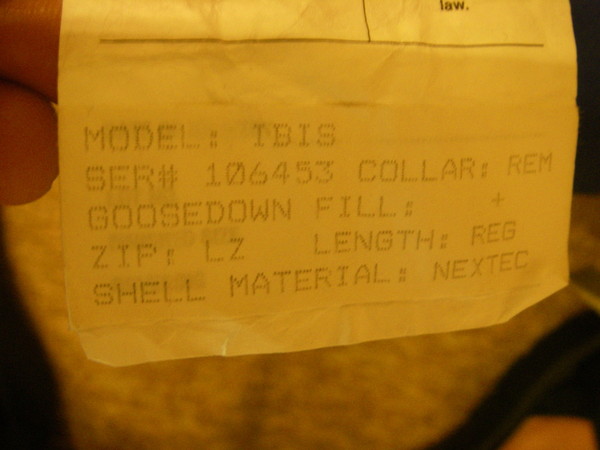 law.
MODEL: IBIS
SER# 106453 COLLAR: REM
GOOSEDOWN FILL: +
ZIP: LZ LENGTH: REG
SHELL MATERIAL: NEXTEC